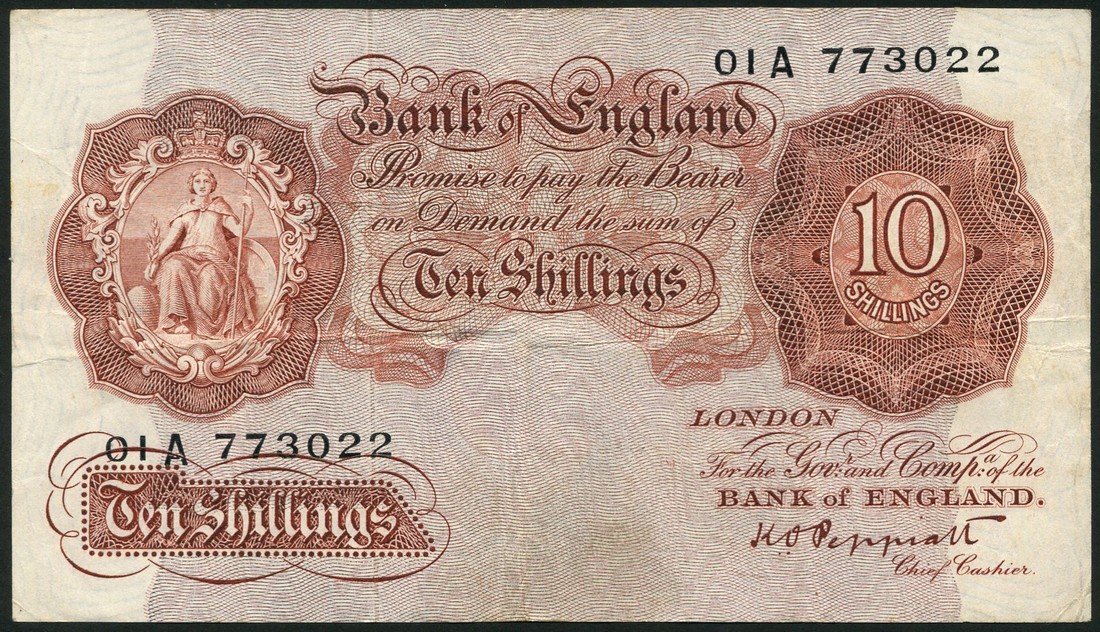 01A 773022
Bank of England
Promise to pay the Bearer
on Demand the sum of
Ten Shillings
10
SHILLINGS
01A 773022
Ten Shillings
LONDON
For the Gov.r and Comp.a of the
BANK of ENGLAND.
K O Peppiatt
Chief Cashier.